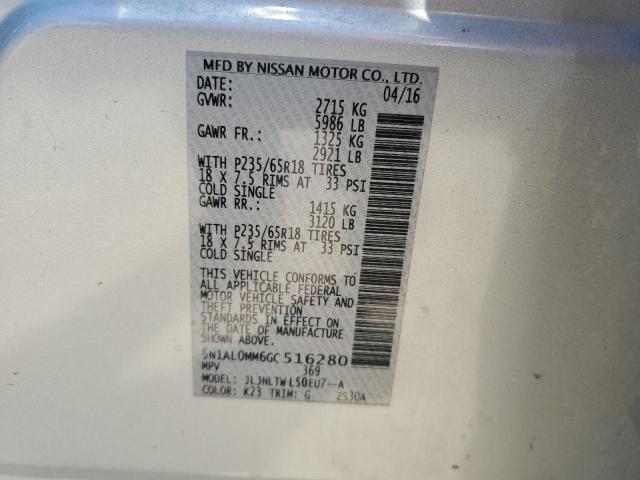 MFD BY NISSAN MOTOR CO., LTD.
DATE: 04/16
GVWR: 2715 KG
5986 LB
GAWR FR.: 1325 KG
2921 LB
WITH P235/65R18 TIRES
18 X 7.5 RIMS AT 33 PSI
COLD SINGLE
GAWR RR.: 1415 KG
3120 LB
WITH P235/65R18 TIRES
18 X 7.5 RIMS AT 33 PSI
COLD SINGLE
THIS VEHICLE CONFORMS TO
ALL APPLICABLE FEDERAL
MOTOR VEHICLE SAFETY AND
THEFT PREVENTION
STANDARDS IN EFFECT ON
THE DATE OF MANUFACTURE
SHOWN ABOVE.
5N1AL0MM6GC516280
MPV 369
MODEL: JLJNLTWL50EU7--A
COLOR: K23 TRIM: G ZS30A